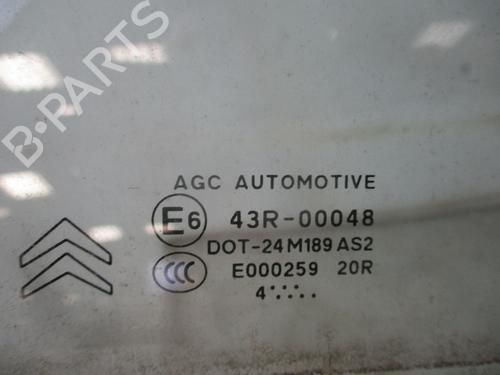 B-PARTS
AGC AUTOMOTIVE
E6 43R-00048
DOT-24 M189 AS2
CCC E000259 20R
4